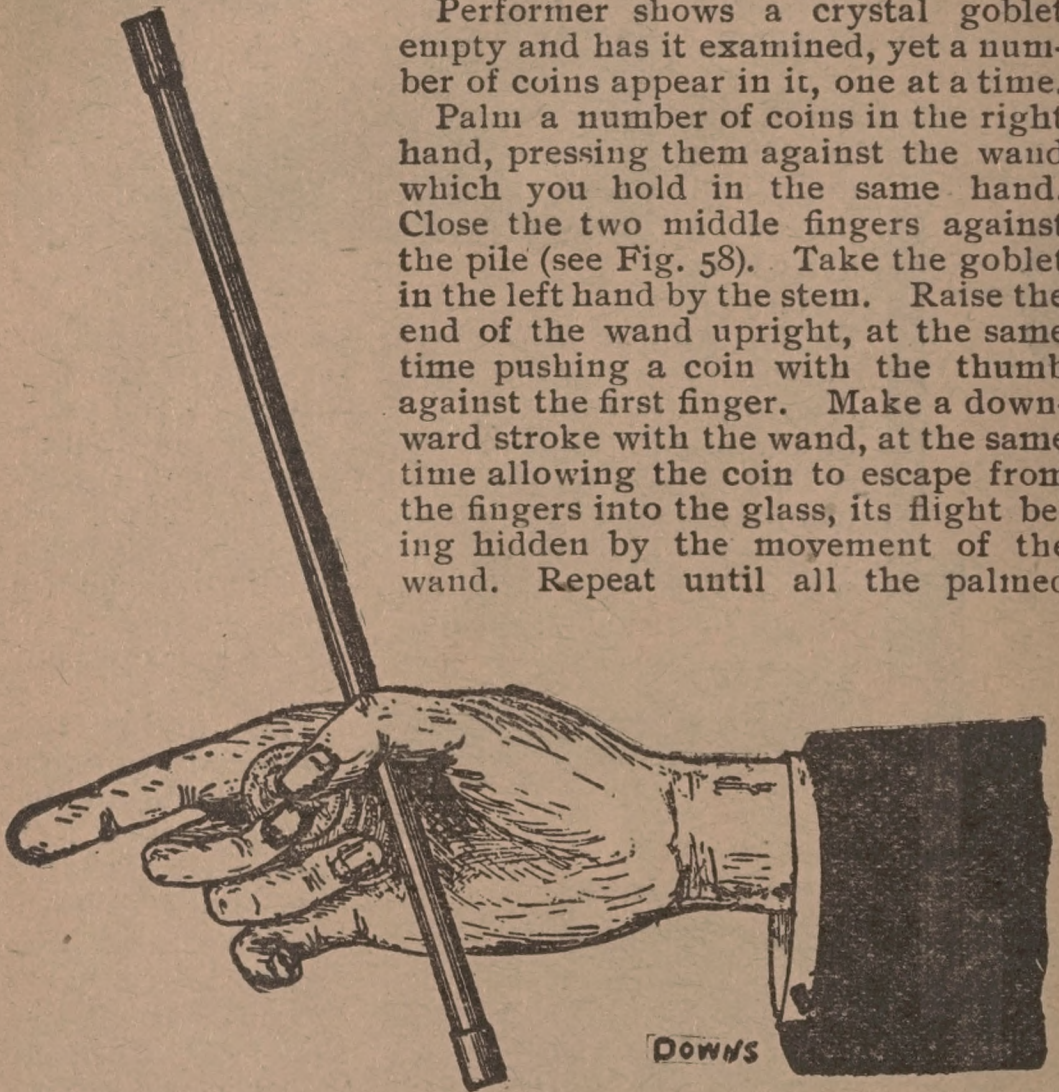 Performer shows a crystal goblet
empty and has it examined, yet a num-
ber of coins appear in it, one at a time.
Palm a number of coins in the right
hand, pressing them against the wand
which you hold in the same hand.
Close the two middle fingers against
the pile (see Fig. 58). Take the goblet
in the left hand by the stem. Raise the
end of the wand upright, at the same
time pushing a coin with the thumb
against the first finger. Make a down-
ward stroke with the wand, at the same
time allowing the coin to escape from
the fingers into the glass, its flight be-
ing hidden by the movement of the
wand. Repeat until all the palmed
DOWNS